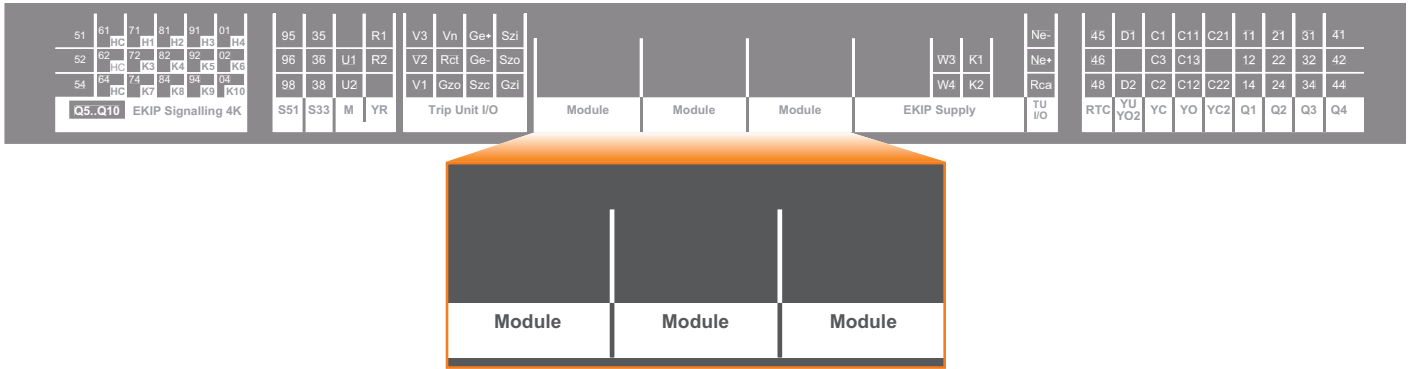 61 71 81 91 01
51 HC H1 H2 H3 H4 95 35 R1 V3 Vn Ge+ Szi Ne- 45 D1 C1 C11 C21 11 21 31 41
62 72 82 92 02
52 HC K3 K4 K5 K6 96 36 U1 R2 V2 Rct Ge- Szo W3 K1 Ne+ 46 C3 C13 12 22 32 42
64 74 84 94 04
54 HC K7 K8 K9 K10 98 38 U2 V1 Gzo Szc Gzi W4 K2 Rca 48 D2 C2 C12 C22 14 24 34 44
Q5..Q10 EKIP Signalling 4K S51 S33 M YR Trip Unit I/O Module Module Module EKIP Supply TU I/O RTC YU YO2 YC YO YC2 Q1 Q2 Q3 Q4
Module Module Module